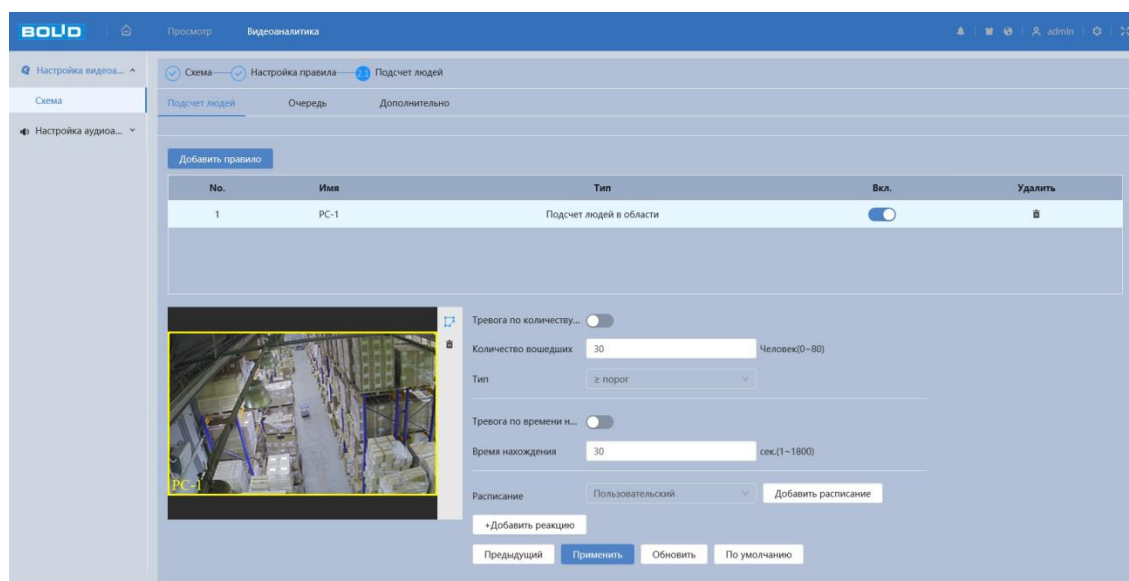 BOLID Просмотр Видеоаналитика admin
Настройка видеоа... Схема Настройка правила 2.1 Подсчет людей
Схема Подсчет людей Очередь Дополнительно
Настройка аудиоа...
Добавить правило
No. Имя Тип Вкл. Удалить
1 PC-1 Подсчет людей в области
Тревога по количеству...
Количество вошедших 30 Человек(0~80)
Тип ≥ порог
Тревога по времени н...
Время нахождения 30 сек.(1~1800)
PC-1
Расписание Пользовательский Добавить расписание
+Добавить реакцию
Предыдущий Применить Обновить По умолчанию